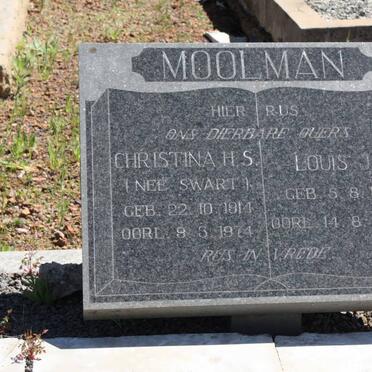 MOOLMAN
HIER RUS
ONS DIERBARE OUERS
CHRISTINA H.S.
(NEE SWART).
GEB. 22.10.1914
OORL. 9.5.1974
LOUIS J
GEB. 5.8.
OORL. 14.8.
RUS IN VREDE